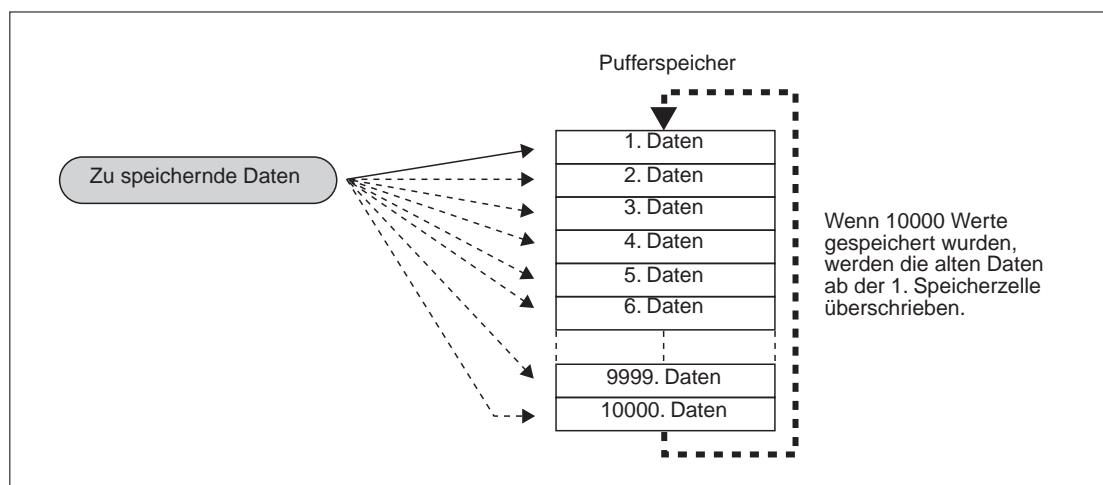 Pufferspeicher
Zu speichernde Daten
1. Daten
2. Daten
3. Daten
4. Daten
5. Daten
6. Daten
9999. Daten
10000. Daten
Wenn 10000 Werte
gespeichert wurden,
werden die alten Daten
ab der 1. Speicherzelle
überschrieben.